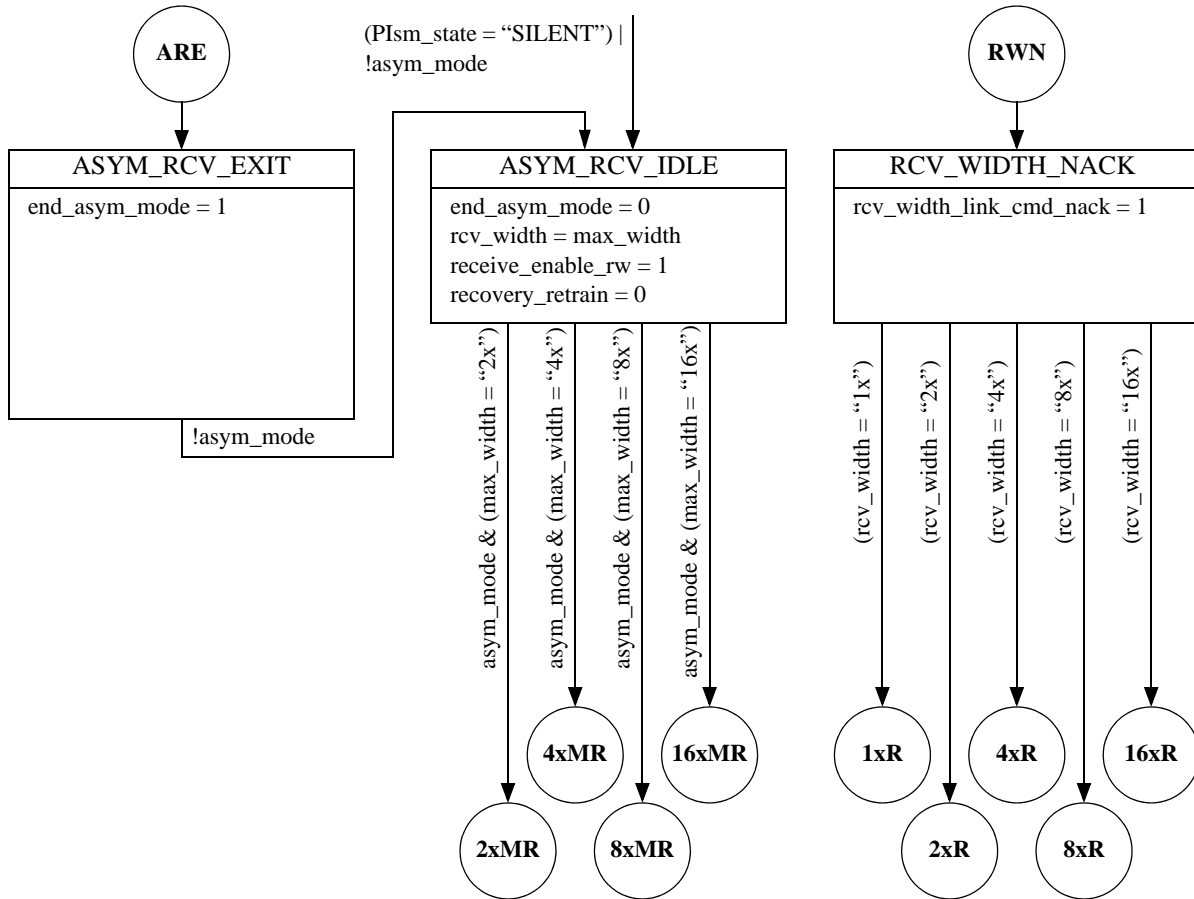 ARE
(PIsm_state = “SILENT”) |
!asym_mode
RWN
ASYM_RCV_EXIT
end_asym_mode = 1
!asym_mode
ASYM_RCV_IDLE
end_asym_mode = 0
rcv_width = max_width
receive_enable_rw = 1
recovery_retrain = 0
asym_mode & (max_width = “2x”)
asym_mode & (max_width = “4x”)
asym_mode & (max_width = “8x”)
asym_mode & (max_width = “16x”)
RCV_WIDTH_NACK
rcv_width_link_cmd_nack = 1
(rcv_width = “1x”)
(rcv_width = “2x”)
(rcv_width = “4x”)
(rcv_width = “8x”)
(rcv_width = “16x”)
4xMR
16xMR
1xR
4xR
16xR
2xMR
8xMR
2xR
8xR